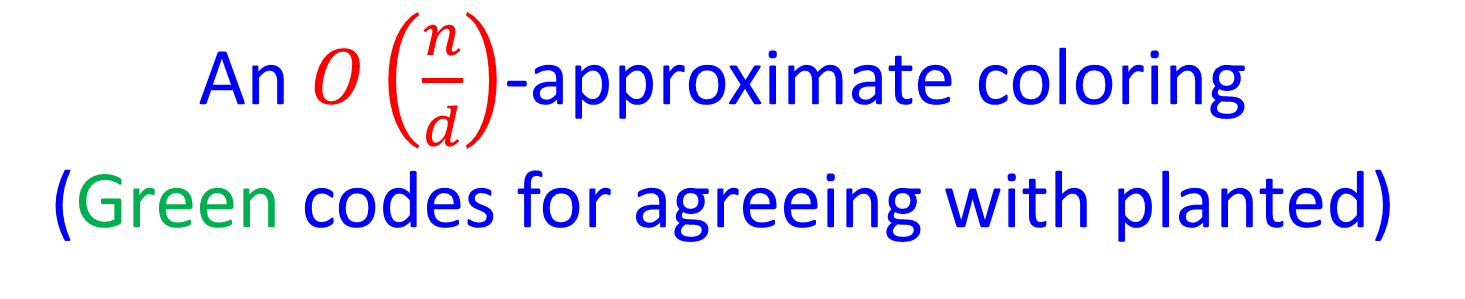 An O(n/d)-approximate coloring
(Green codes for agreeing with planted)